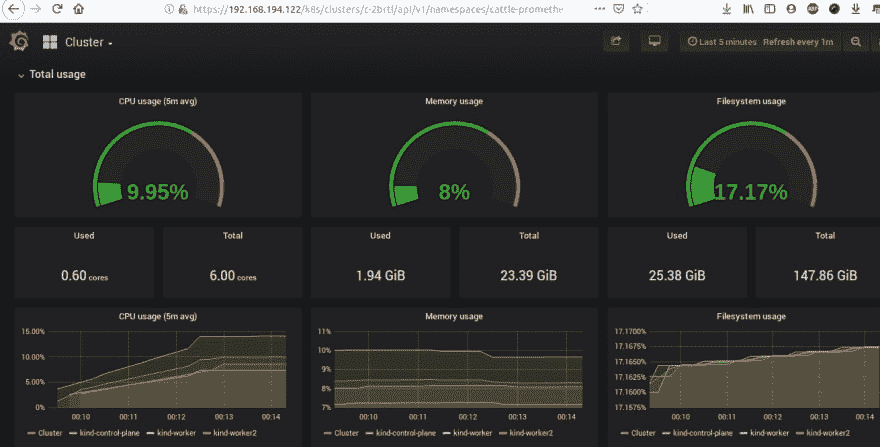 https://192.168.194.122/k8s/clusters/c-2brtl/api/v1/namespaces/cattle-promethe
Cluster
Last 5 minutes Refresh every 1m
Total usage
CPU usage (5m avg)
9.95%
Memory usage
8%
Filesystem usage
17.17%
Used
0.60 cores
Total
6.00 cores
Used
1.94 GiB
Total
23.39 GiB
Used
25.38 GiB
Total
147.86 GiB
CPU usage (5m avg)
15.00%
10.00%
5.00%
0%
00:10 00:11 00:12 00:13 00:14
Cluster kind-control-plane kind-worker kind-worker2
Memory usage
11%
10%
9%
8%
7%
00:10 00:11 00:12 00:13 00:14
Cluster kind-control-plane kind-worker kind-worker2
Filesystem usage
17.1700%
17.1675%
17.1650%
17.1625%
17.1600%
17.1575%
00:10 00:11 00:12 00:13 00:14
Cluster kind-control-plane kind-worker kind-worker2